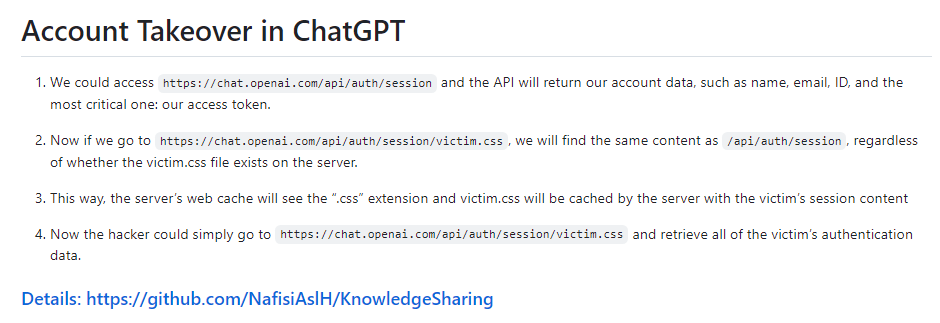 Account Takeover in ChatGPT
1. We could access https://chat.openai.com/api/auth/session and the API will return our account data, such as name, email, ID, and the
most critical one: our access token.
2. Now if we go to https://chat.openai.com/api/auth/session/victim.css, we will find the same content as /api/auth/session, regardless
of whether the victim.css file exists on the server.
3. This way, the server’s web cache will see the “.css” extension and victim.css will be cached by the server with the victim’s session content
4. Now the hacker could simply go to https://chat.openai.com/api/auth/session/victim.css and retrieve all of the victim’s authentication
data.
Details: https://github.com/NafisiAslH/KnowledgeSharing